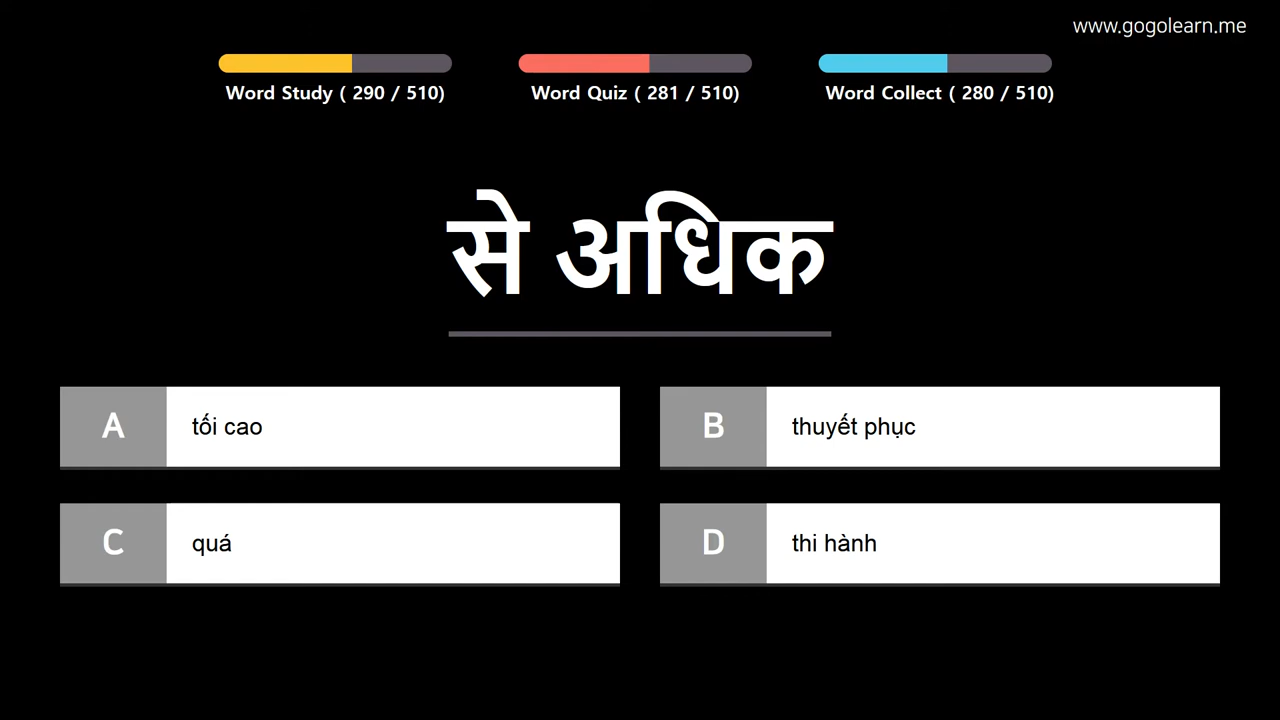 www.gogolearn.me
Word Study ( 290 / 510)
Word Quiz ( 281 / 510)
Word Collect ( 280 / 510)
से अधिक
A
tối cao
B
thuyết phục
C
quá
D
thi hành